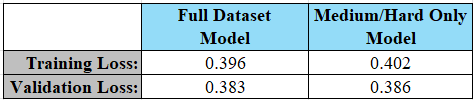 Full Dataset Model
Medium/Hard Only Model
Training Loss: 0.396 0.402
Validation Loss: 0.383 0.386